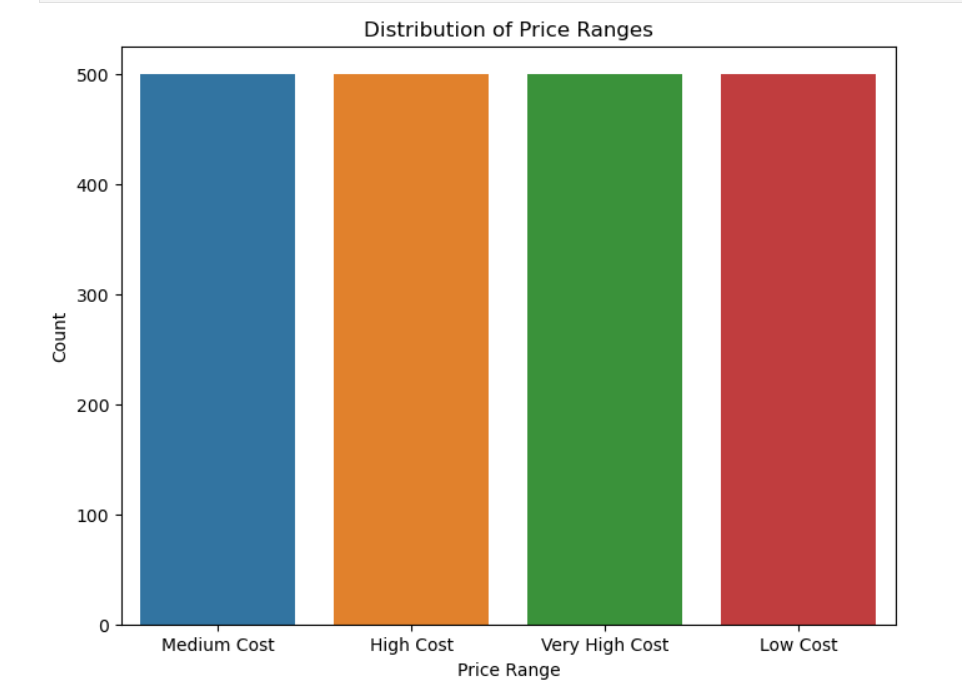 Distribution of Price Ranges
500
400
300
200
100
0
Count
Medium Cost
High Cost
Very High Cost
Low Cost
Price Range